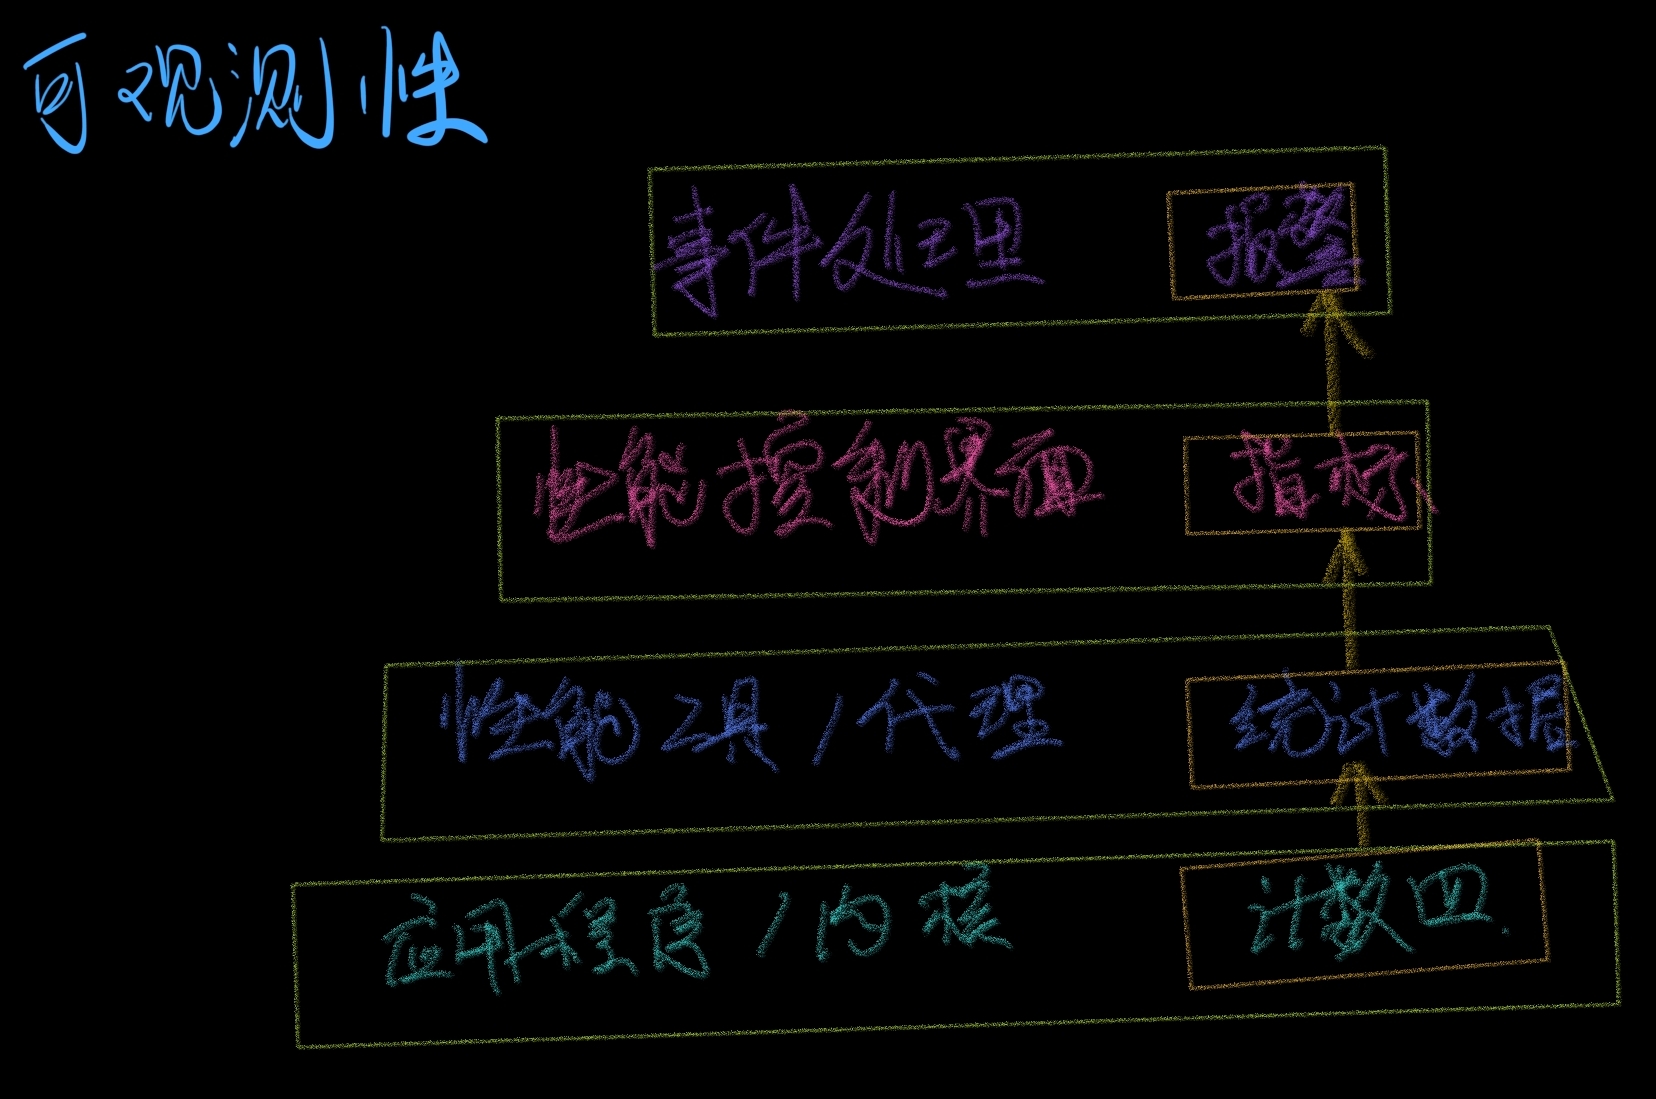 可观测性
事件处理 报警
性能控制界面 指标
性能工具/代理 统计数据
应用程序/内核 计数四